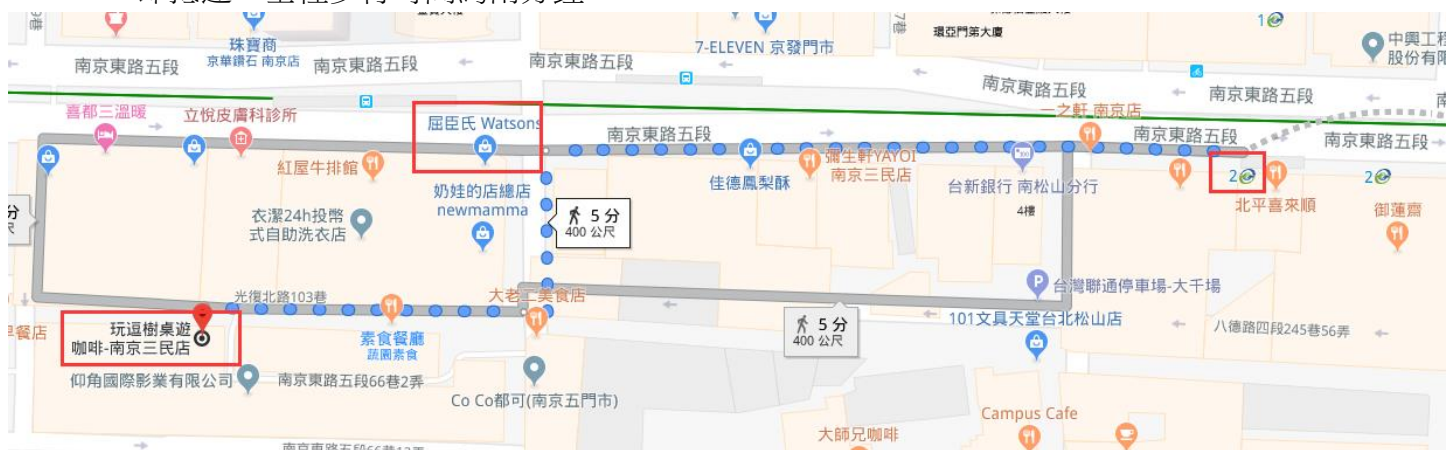 珠寶商
京華鑽石 南京店
7-ELEVEN 京發門市
環亞門第大廈
1
中興工程
股份有限
南京東路五段
南京東路五段
南京東路五段
南京東路五段
南京東路五段
喜都三溫暖
立悅皮膚科診所
屈臣氏 Watsons
南京東路五段
一之軒 南京店
南京東路五段
南京東路五段
紅屋牛排館
佳德鳳梨酥
彌生軒YAYOI
南京三民店
台新銀行 南松山分行
4樓
2
2
北平喜來順
御蓮齋
奶娃的店總店
newmamma
衣潔24h投幣
式自助洗衣店
5 分
400 公尺
分
光復北路103巷
大老二美食店
台灣聯通停車場-大千場
玩逗樹桌遊
咖啡-南京三民店
早餐店
素食餐廳
蔬圃素食
5 分
400 公尺
101文具天堂台北松山店
八德路四段245巷56弄
仰角國際影業有限公司
南京東路五段66巷2弄
Co Co都可(南京五門市)
Campus Cafe
大師兄咖啡